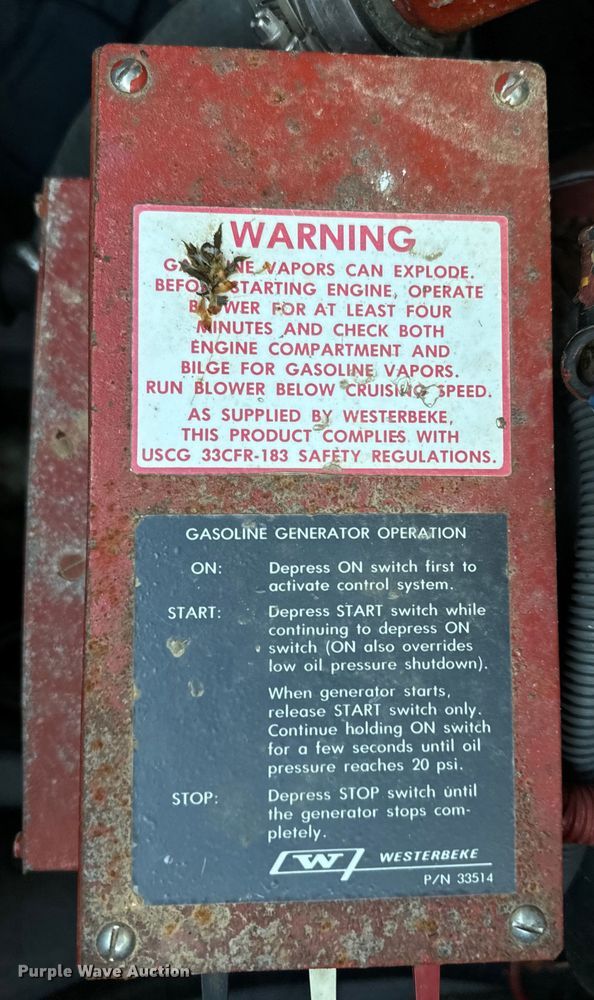 WARNING
VAPORS CAN EXPLODE.
STARTING ENGINE, OPERATE
BLOWER FOR AT LEAST FOUR
MINUTES AND CHECK BOTH
ENGINE COMPARTMENT AND
BILGE FOR GASOLINE VAPORS.
RUN BLOWER BELOW CRUISING SPEED.
AS SUPPLIED BY WESTERBEKE,
THIS PRODUCT COMPLIES WITH
USCG 33CFR-183 SAFETY REGULATIONS.
GASOLINE GENERATOR OPERATION
ON: Depress ON switch first to
activate control system.
START: Depress START switch while
continuing to depress ON
switch (ON also overrides
low oil pressure shutdown).
When generator starts,
release START switch only.
Continue holding ON switch
for a few seconds until oil
pressure reaches 20 psi.
STOP: Depress STOP switch until
the generator stops com-
pletely.
W WESTERBEKE
P/N 33514
Purple Wave Auction